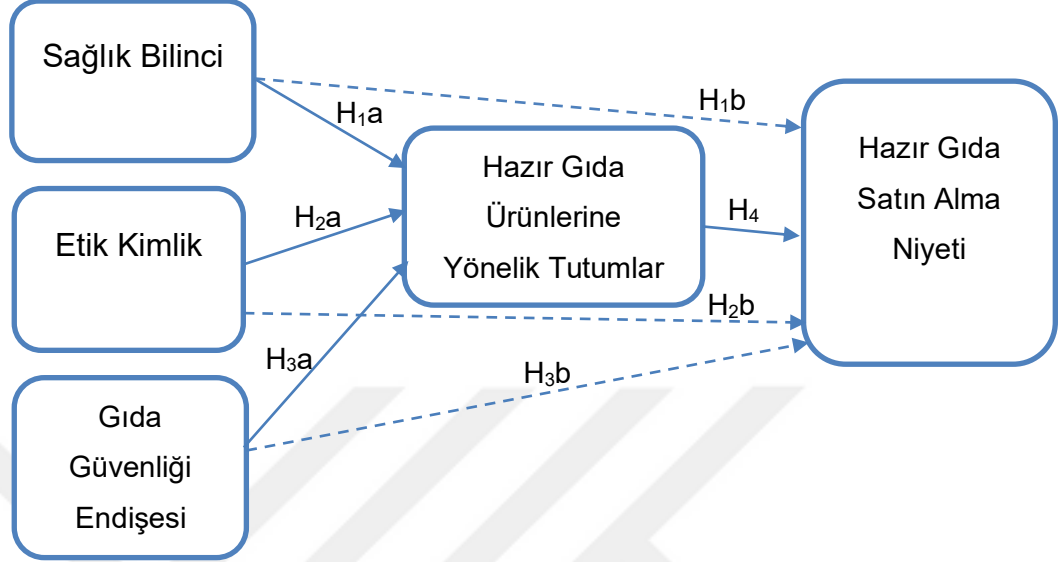 Sağlık Bilinci
H₁a
H₁b
Etik Kimlik
H₂a
Hazır Gıda
Ürünlerine
Yönelik Tutumlar
H₄
Hazır Gıda
Satın Alma
Niyeti
H₂b
H₃a
H₃b
Gıda
Güvenliği
Endişesi